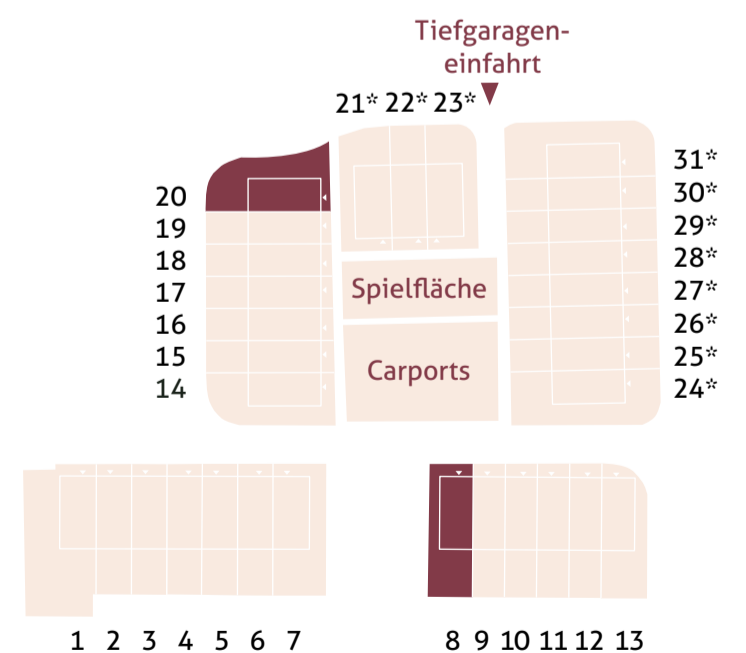 Tiefgaragen-
einfahrt
21* 22* 23*
20
19
18
17
16
15
14
31*
30*
29*
28*
27*
26*
25*
24*
Spielfläche
Carports
1 2 3 4 5 6 7
8 9 10 11 12 13